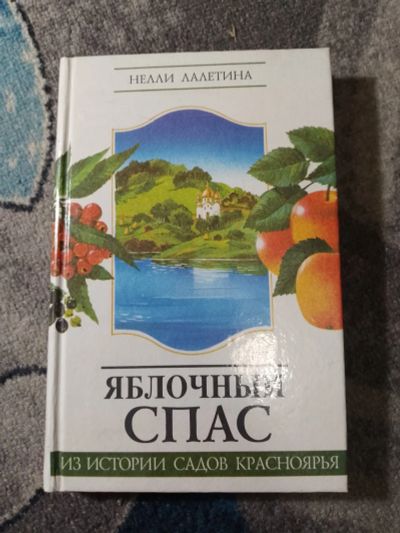 НЕЛЛИ ЛАЛЕТИНА
ЯБЛОЧНЫЙ
СПАС
ИЗ ИСТОРИИ САДОВ КРАСНОЯРЬЯ